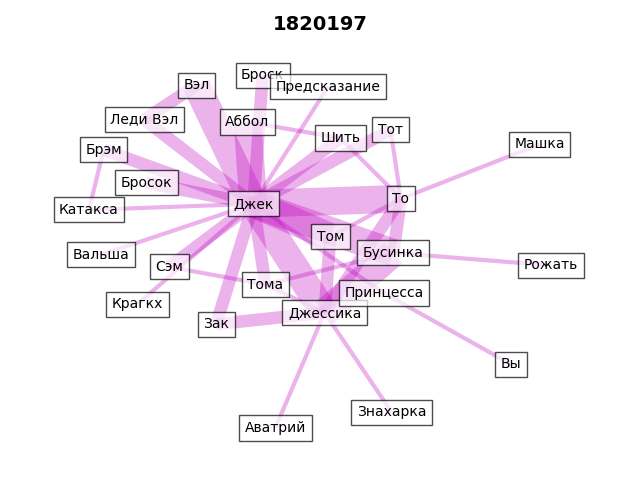 1820197
Броск
Предсказание
Вэл
Леди Вэл
Аббол
Тот
Шить
Машка
Брэм
Бросок
То
Катакса
Джек
Том
Вальша
Бусинка
Сэм
Рожать
Тома
Принцесса
Крагкх
Джессика
Зак
Вы
Знахарка
Аватрий